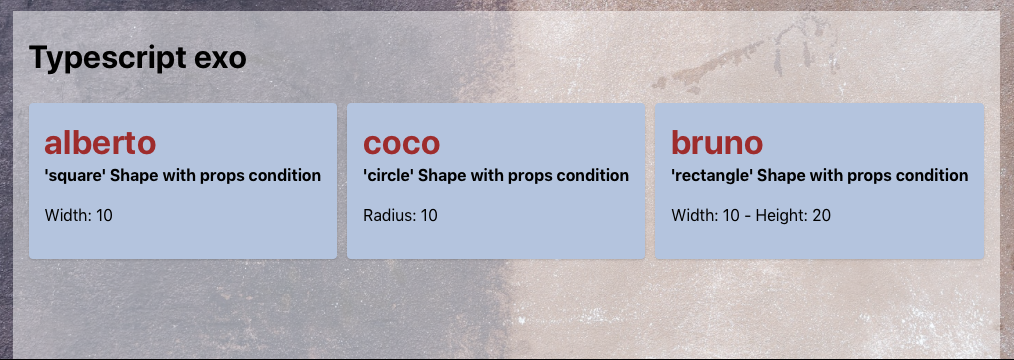 Typescript exo
alberto
'square' Shape with props condition
Width: 10
coco
'circle' Shape with props condition
Radius: 10
bruno
'rectangle' Shape with props condition
Width: 10 - Height: 20